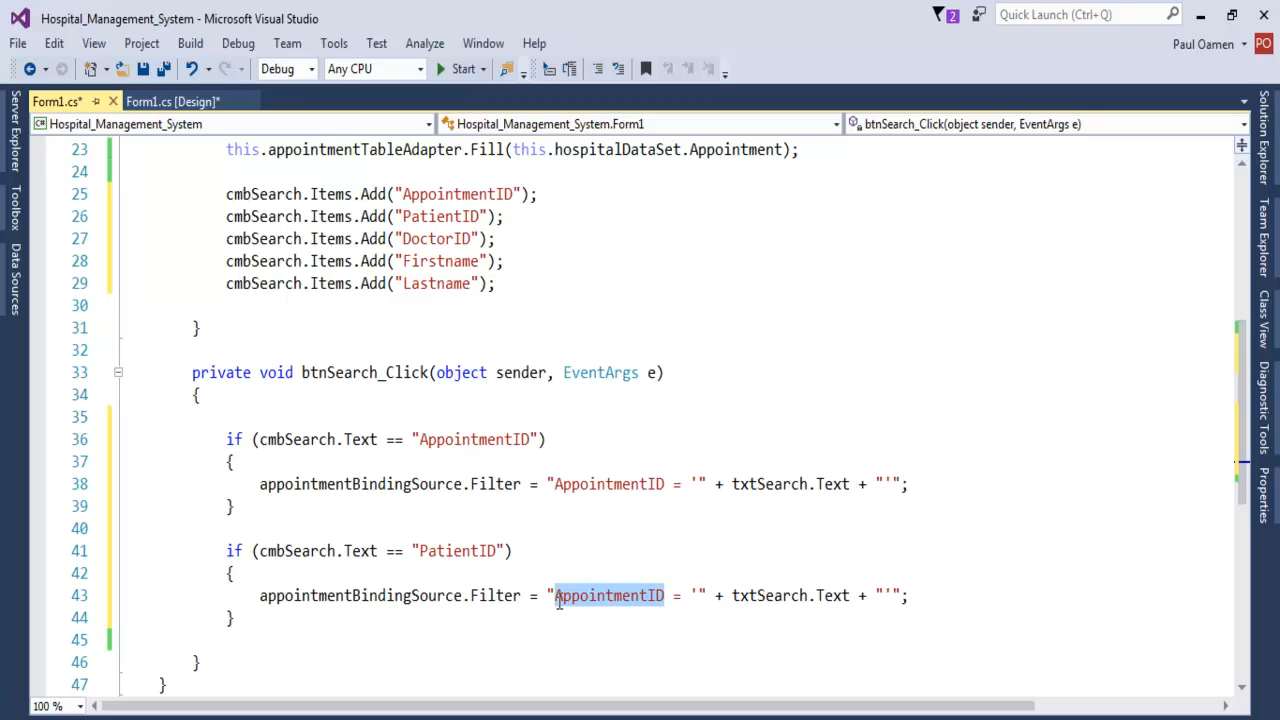 Hospital_Management_System - Microsoft Visual Studio
2
Quick Launch (Ctrl+Q)
File Edit View Project Build Debug Team Tools Test Analyze Window Help
Paul Oamen
PO
Debug Any CPU Start
Form1.cs* Form1.cs [Design]*
Hospital_Management_System Hospital_Management_System.Form1 btnSearch_Click(object sender, EventArgs e)
Server Explorer
Toolbox
Data Sources
23 this.appointmentTableAdapter.Fill(this.hospitalDataSet.Appointment);
24
25 cmbSearch.Items.Add("AppointmentID");
26 cmbSearch.Items.Add("PatientID");
27 cmbSearch.Items.Add("DoctorID");
28 cmbSearch.Items.Add("Firstname");
29 cmbSearch.Items.Add("Lastname");
30
31 }
32
33 private void btnSearch_Click(object sender, EventArgs e)
34 {
35
36 if (cmbSearch.Text == "AppointmentID")
37 {
38 appointmentBindingSource.Filter = "AppointmentID = '" + txtSearch.Text + "'";
39 }
40
41 if (cmbSearch.Text == "PatientID")
42 {
43 appointmentBindingSource.Filter = "AppointmentID = '" + txtSearch.Text + "'";
44 }
45
46 }
47 }
100 %
Solution Explorer
Team Explorer
Class View
Diagnostic Tools
Properties